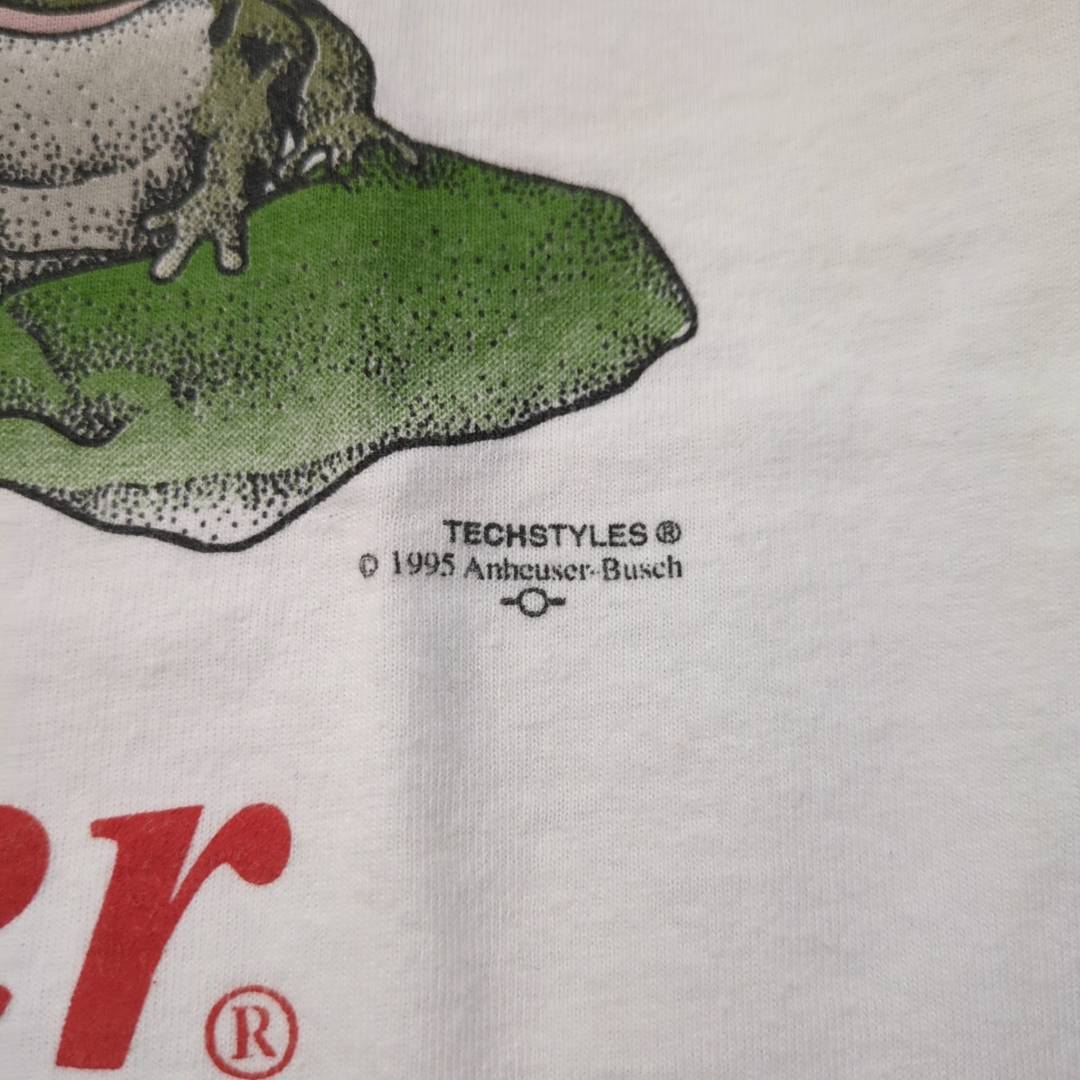 TECHSTYLES ®
© 1995 Anheuser-Busch
er®